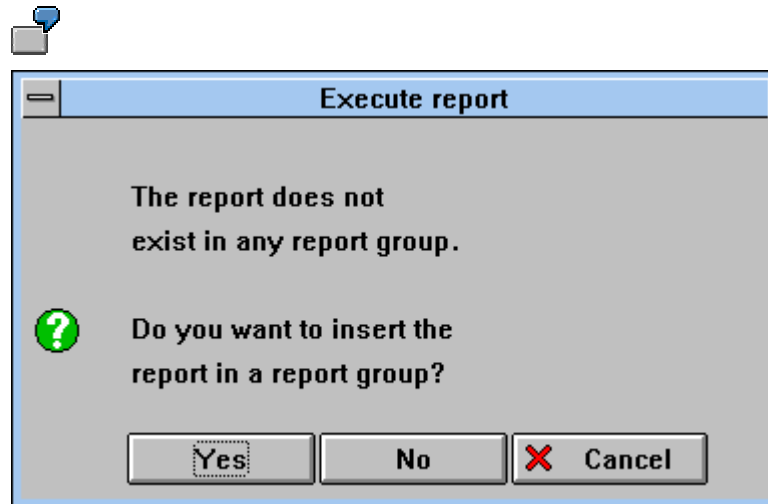 Execute report
The report does not
exist in any report group.
Do you want to insert the
report in a report group?
Yes No Cancel